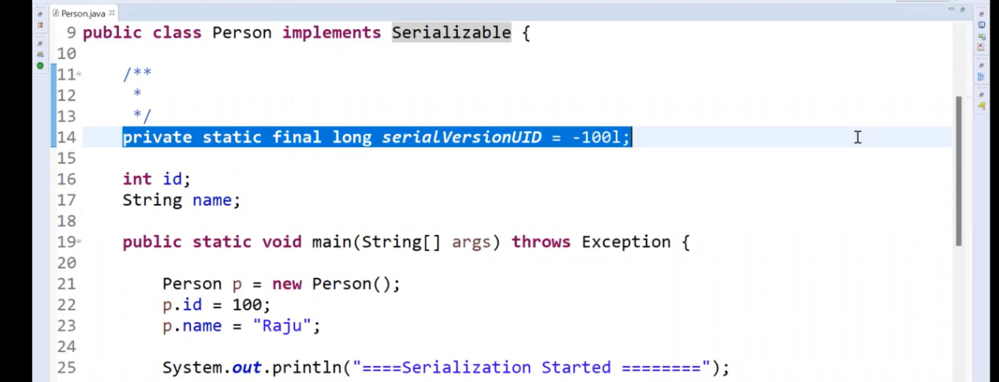 Person.java
9 public class Person implements Serializable {
10
11 /**
12 *
13 */
14 private static final long serialVersionUID = -100l;
15
16 int id;
17 String name;
18
19 public static void main(String[] args) throws Exception {
20
21 Person p = new Person();
22 p.id = 100;
23 p.name = "Raju";
24
25 System.out.println("====Serialization Started ========");